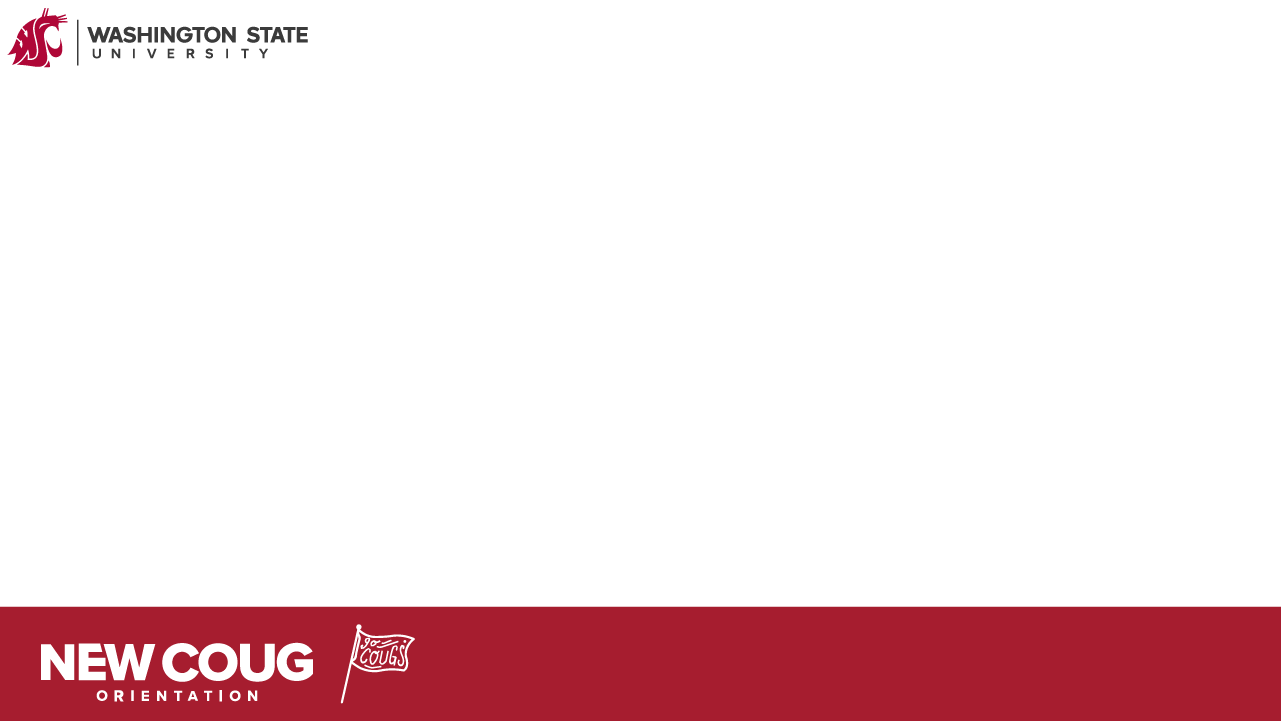 WASHINGTON STATE
UNIVERSITY
NEW COUG
ORIENTATION
go
COUGS